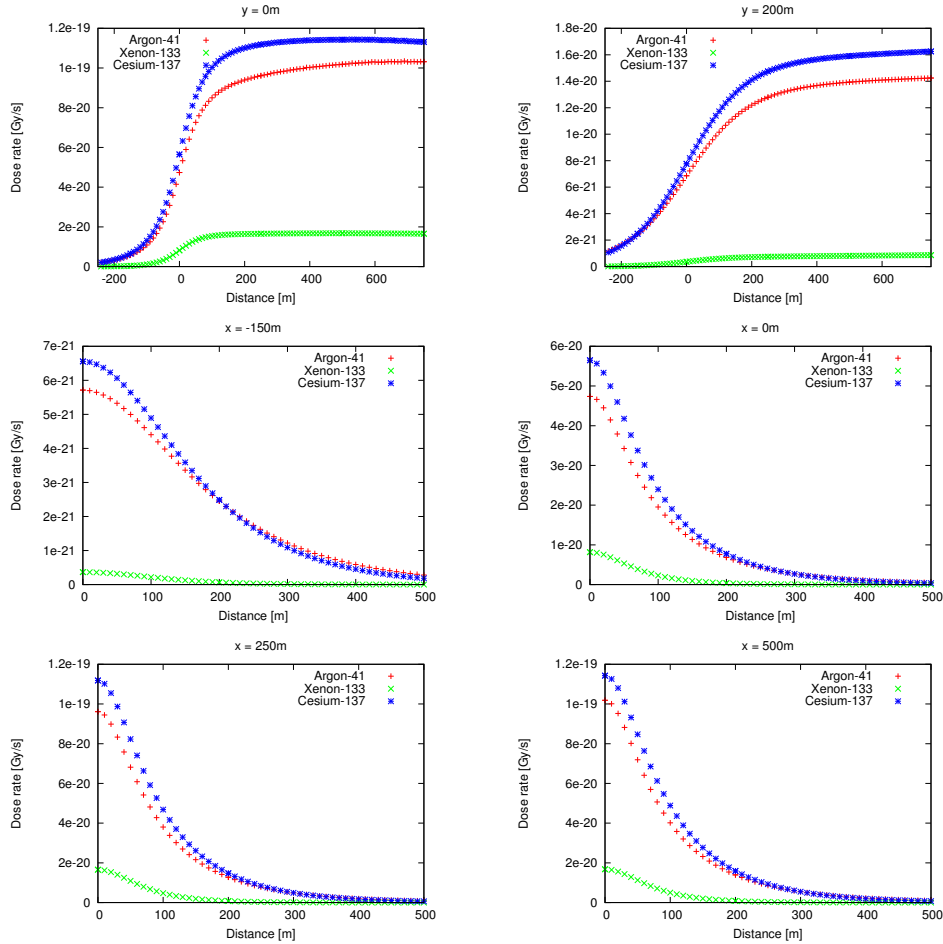 y = 0m
1.2e-19
1e-19
8e-20
6e-20
4e-20
2e-20
0
Dose rate [Gy/s]
Argon-41
Xenon-133
Cesium-137
-200 0 200 400 600
Distance [m]
y = 200m
1.8e-20
1.6e-20
1.4e-20
1.2e-20
1e-20
8e-21
6e-21
4e-21
2e-21
0
Dose rate [Gy/s]
Argon-41
Xenon-133
Cesium-137
-200 0 200 400 600
Distance [m]
x = -150m
7e-21
6e-21
5e-21
4e-21
3e-21
2e-21
1e-21
0
Dose rate [Gy/s]
Argon-41
Xenon-133
Cesium-137
0 100 200 300 400 500
Distance [m]
x = 0m
6e-20
5e-20
4e-20
3e-20
2e-20
1e-20
0
Dose rate [Gy/s]
Argon-41
Xenon-133
Cesium-137
0 100 200 300 400 500
Distance [m]
x = 250m
1.2e-19
1e-19
8e-20
6e-20
4e-20
2e-20
0
Dose rate [Gy/s]
Argon-41
Xenon-133
Cesium-137
0 100 200 300 400 500
Distance [m]
x = 500m
1.2e-19
1e-19
8e-20
6e-20
4e-20
2e-20
0
Dose rate [Gy/s]
Argon-41
Xenon-133
Cesium-137
0 100 200 300 400 500
Distance [m]